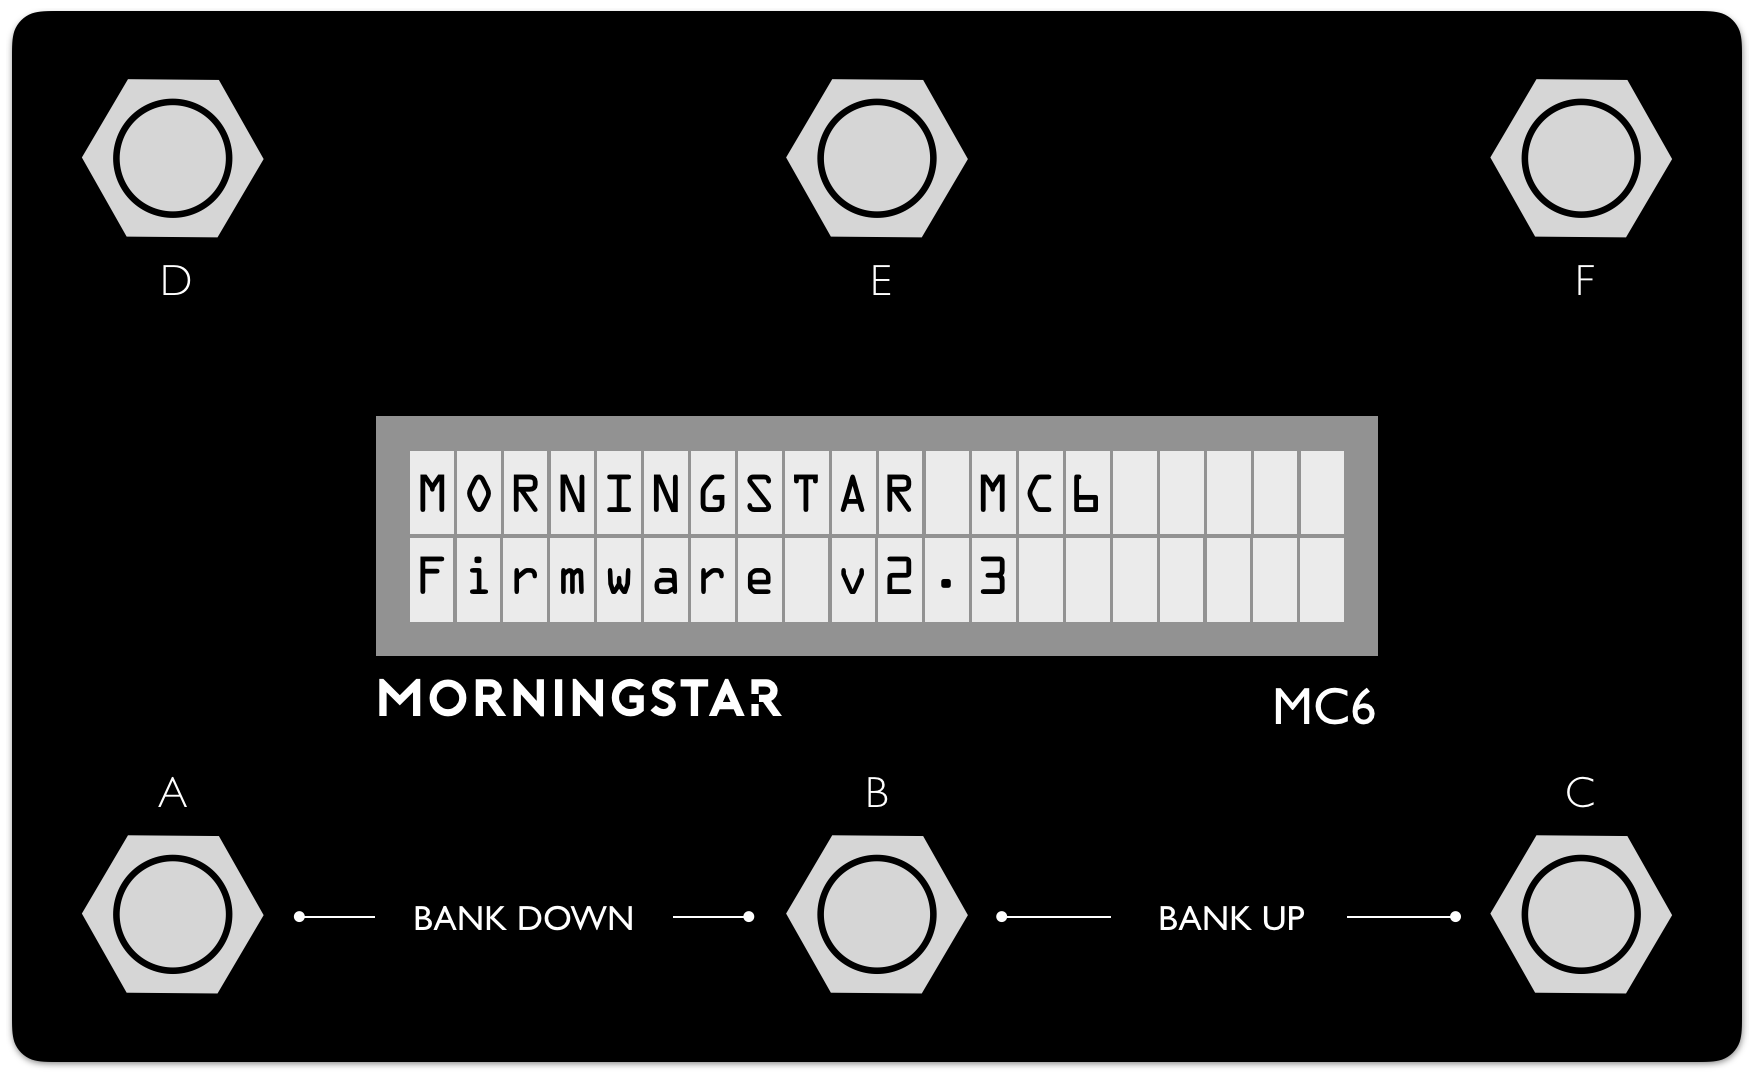 D
E
F
MORNINGSTAR MC6
Firmware v2.3
MORNINGSTAR
MC6
A
B
C
BANK DOWN
BANK UP